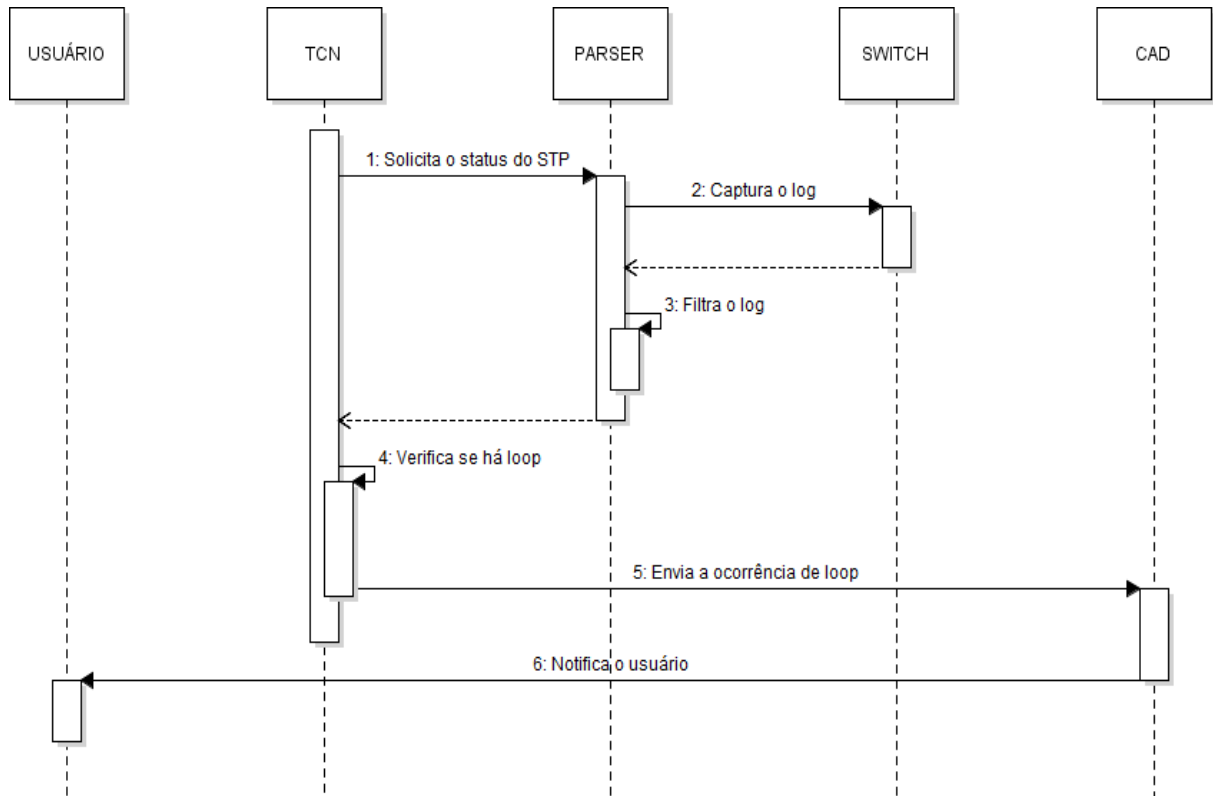 USUÁRIO
TCN
PARSER
SWITCH
CAD
1: Solicita o status do STP
2: Captura o log
3: Filtra o log
4: Verifica se há loop
5: Envia a ocorrência de loop
6: Notifica o usuário